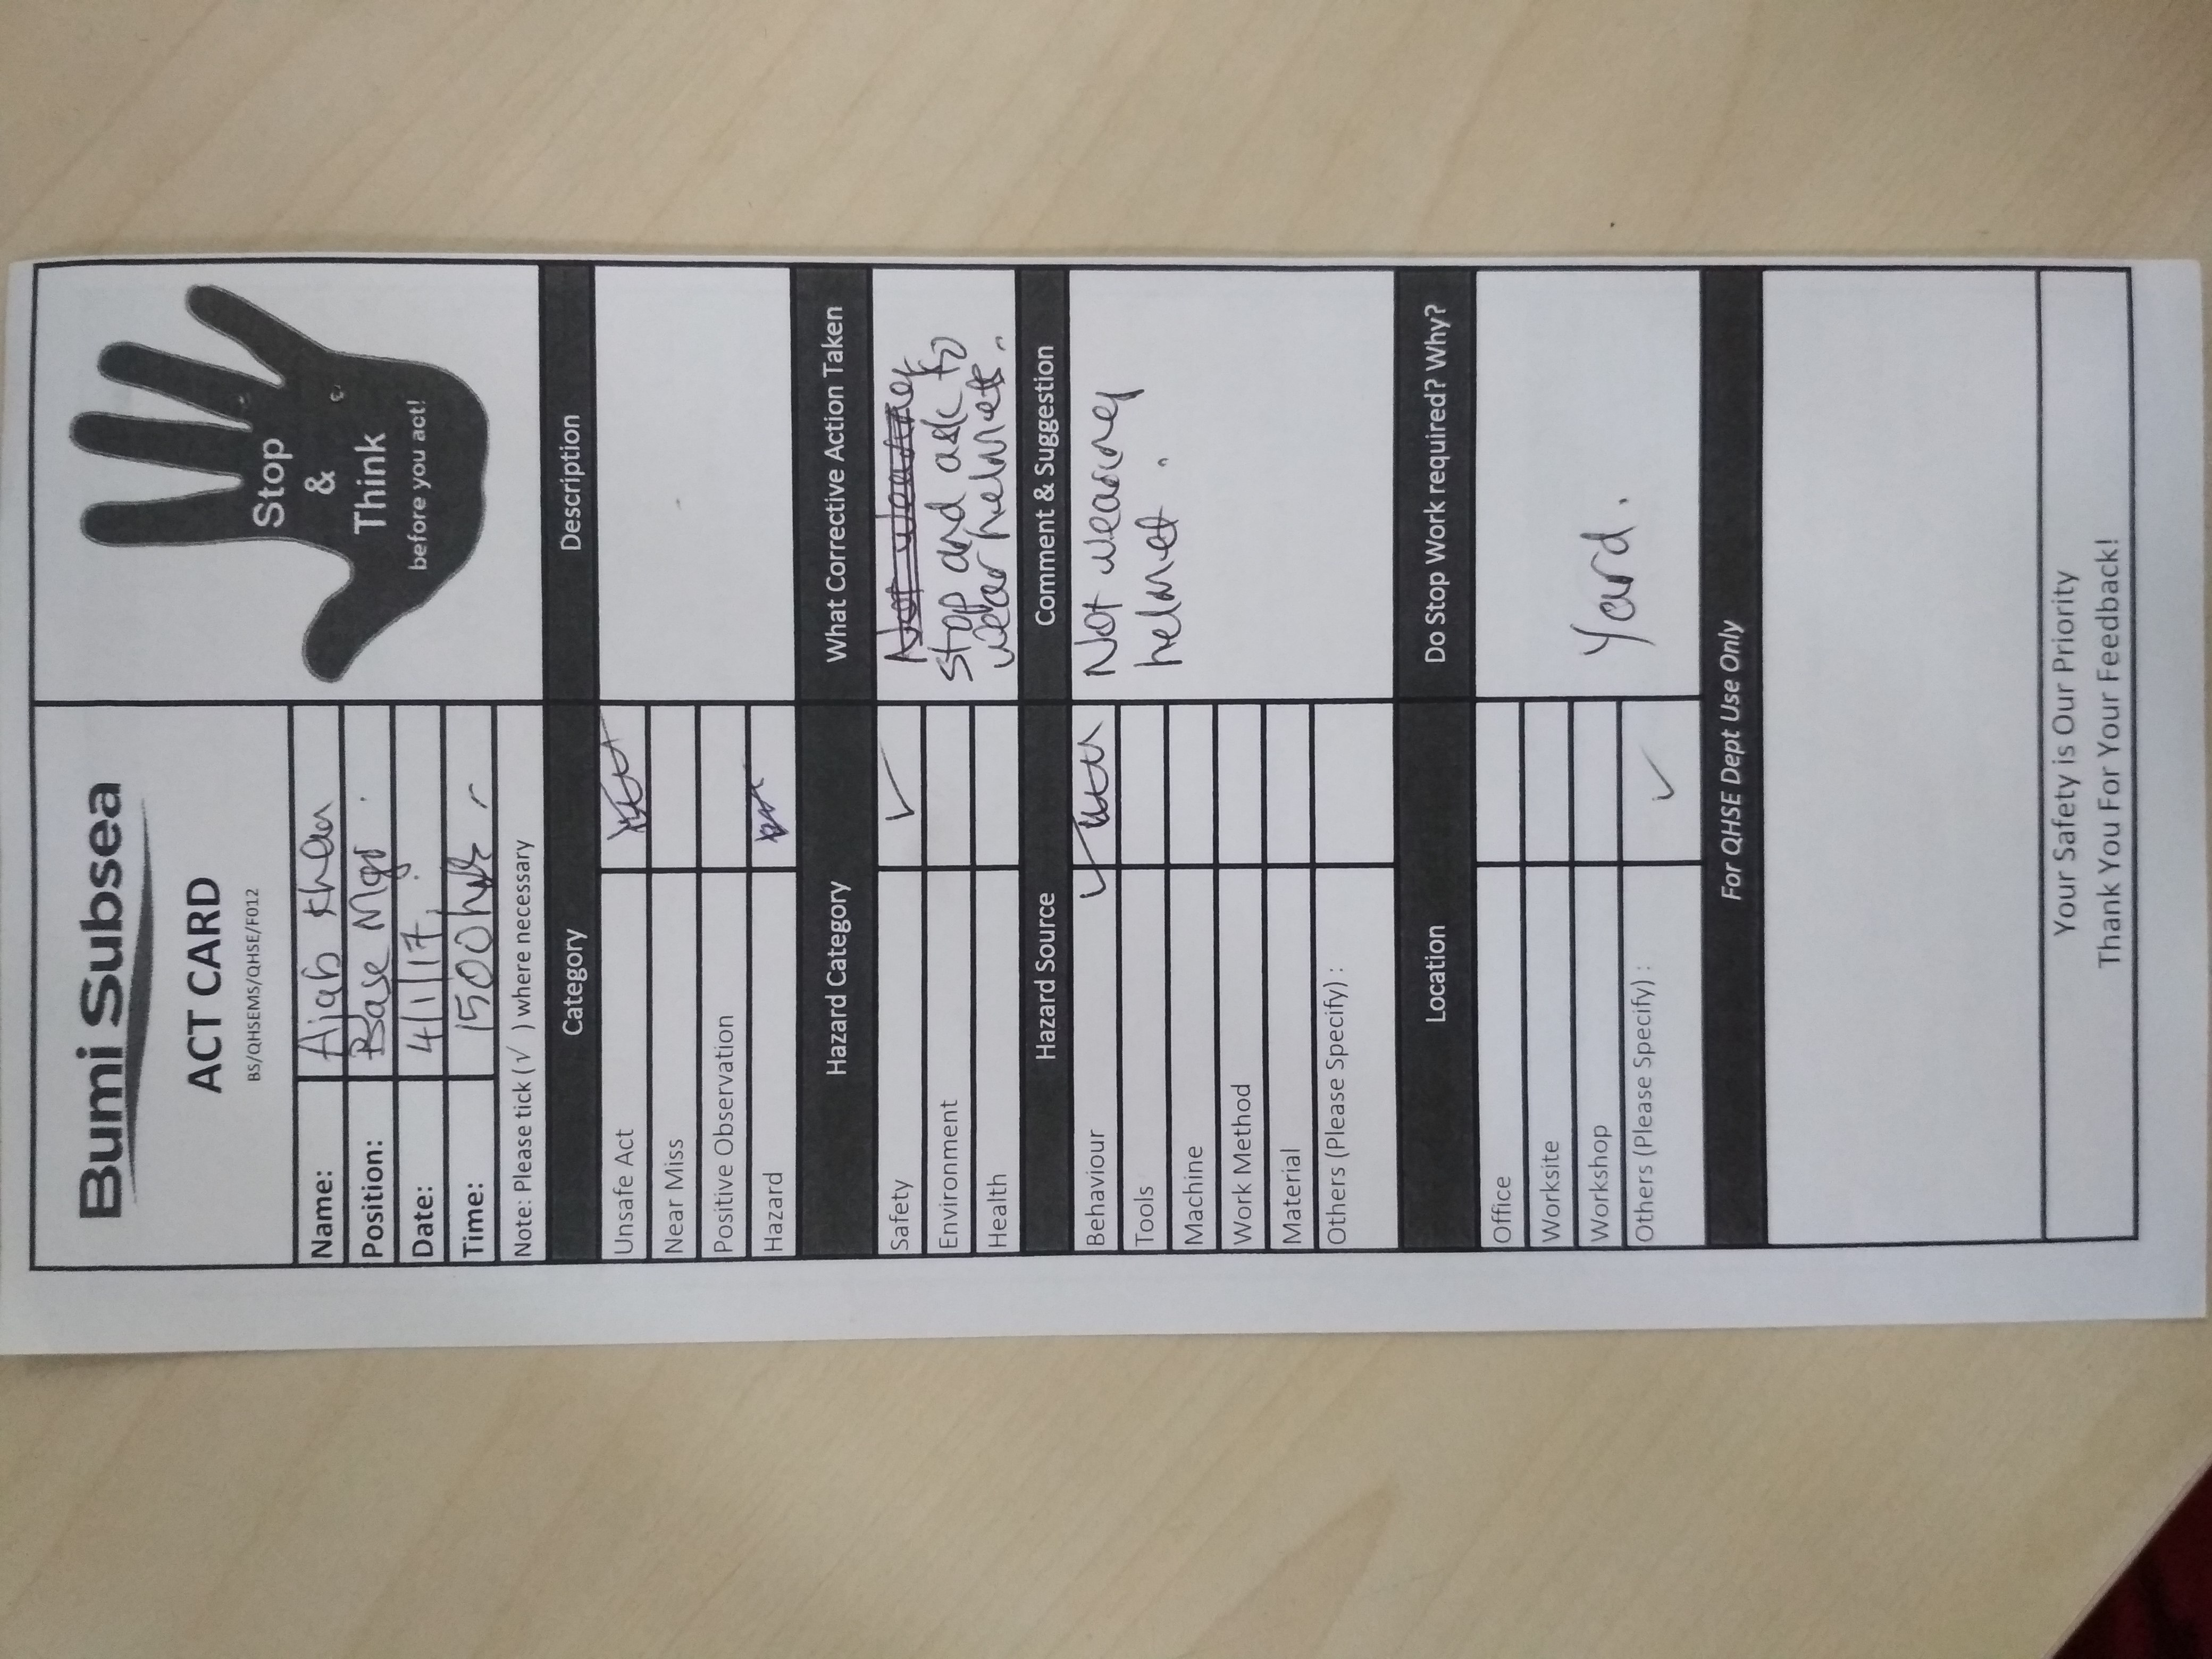 Bumi Subsea
ACT CARD
BS/QHSEMS/QHSE/F012
Stop
&
Think
before you act!
Name: Ajab Khan
Position: Base Mgr.
Date: 4/1/17
Time: 1500 hrs
Note: Please tick (√ ) where necessary
Category Description
Unsafe Act
Near Miss
Positive Observation
Hazard
Hazard Category What Corrective Action Taken
Safety ✓ Not wearing
Environment stop and ask to
Health wear helmets.
Hazard Source Comment & Suggestion
Behaviour ✓ Not wearing
Tools helmet.
Machine
Work Method
Material
Others (Please Specify) :
Location Do Stop Work required? Why?
Office
Worksite
Workshop Yard.
Others (Please Specify) : ✓
For QHSE Dept Use Only
Your Safety is Our Priority
Thank You For Your Feedback!